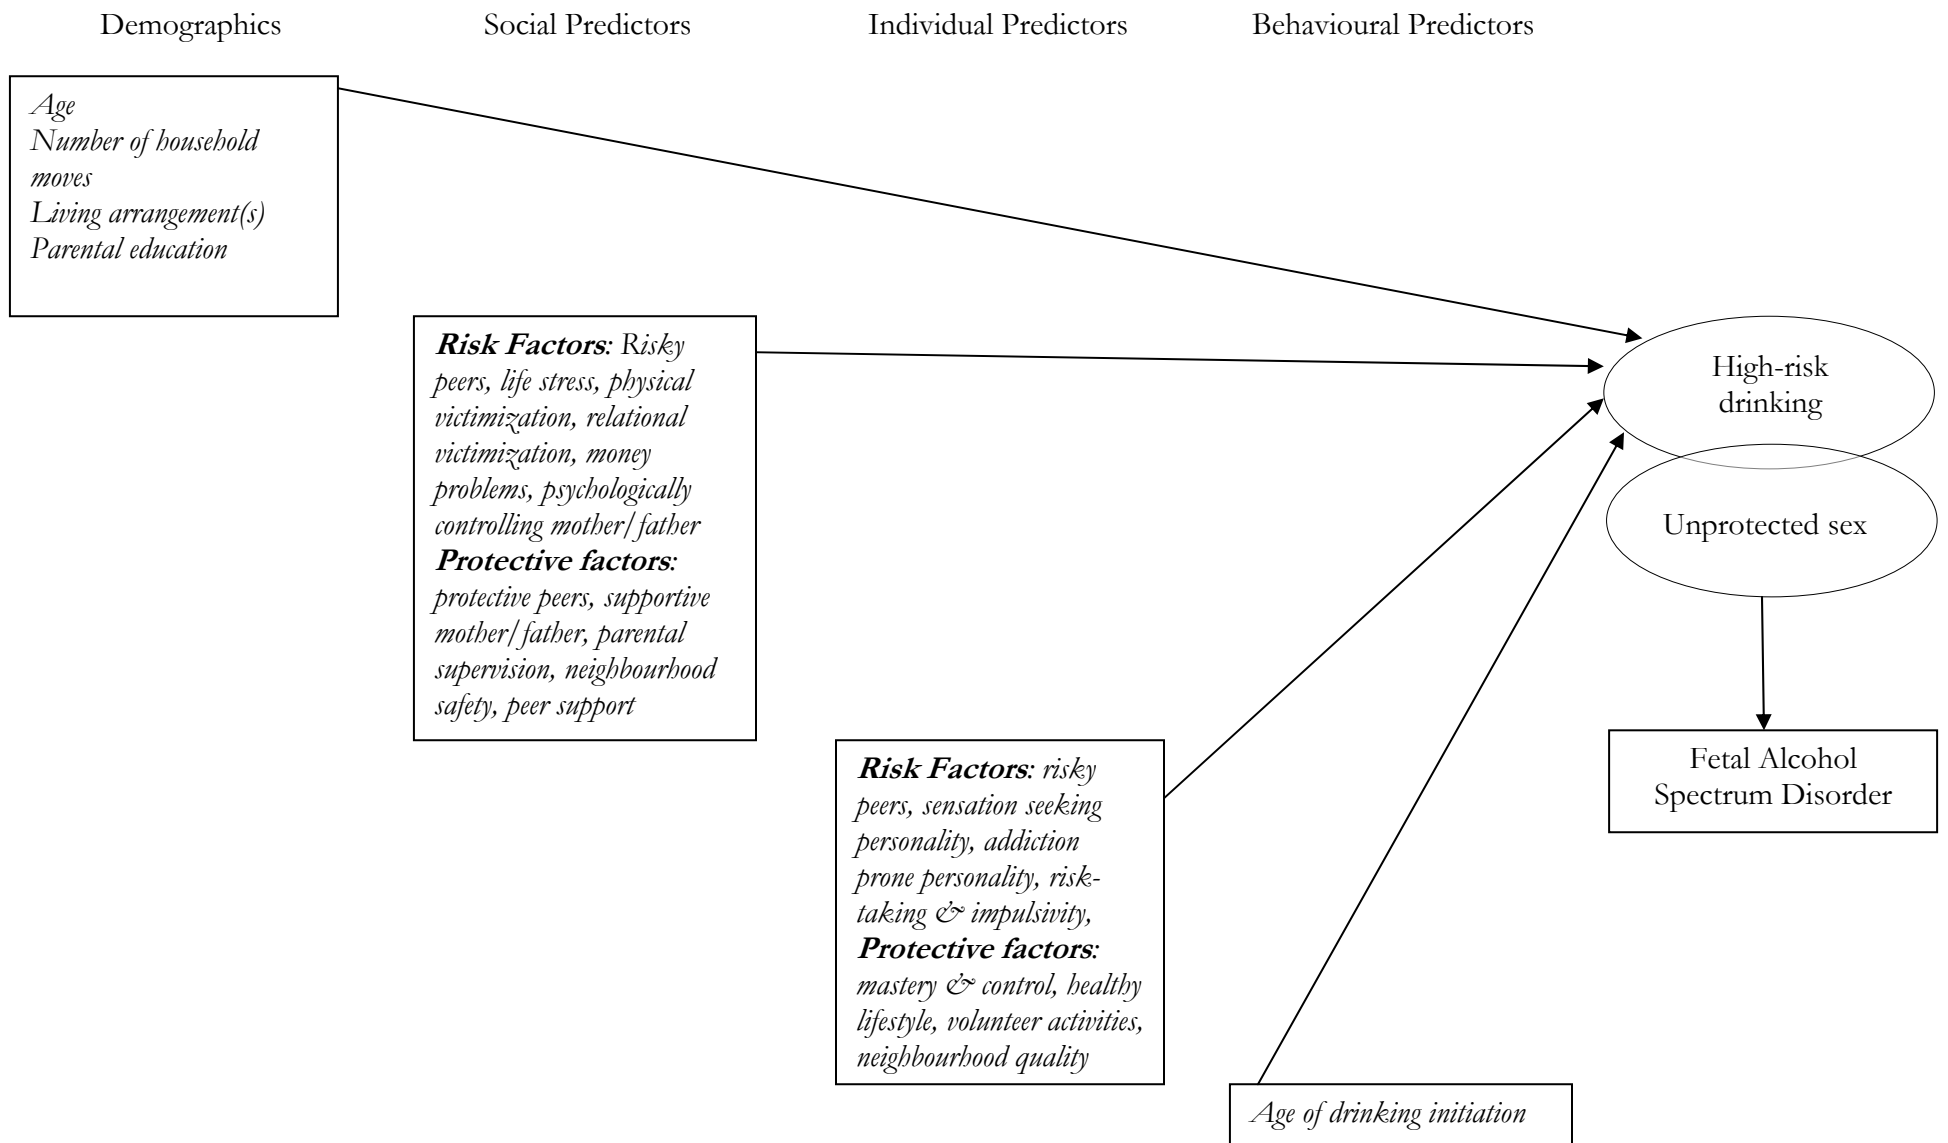 Demographics
Social Predictors
Individual Predictors
Behavioural Predictors
Age
Number of household
moves
Living arrangement(s)
Parental education
Risk Factors: Risky
peers, life stress, physical
victimization, relational
victimization, money
problems, psychologically
controlling mother/father
Protective factors:
protective peers, supportive
mother/father, parental
supervision, neighbourhood
safety, peer support
Risk Factors: risky
peers, sensation seeking
personality, addiction
prone personality, risk-
taking & impulsivity,
Protective factors:
mastery & control, healthy
lifestyle, volunteer activities,
neighbourhood quality
Age of drinking initiation
High-risk
drinking
Unprotected sex
Fetal Alcohol
Spectrum Disorder